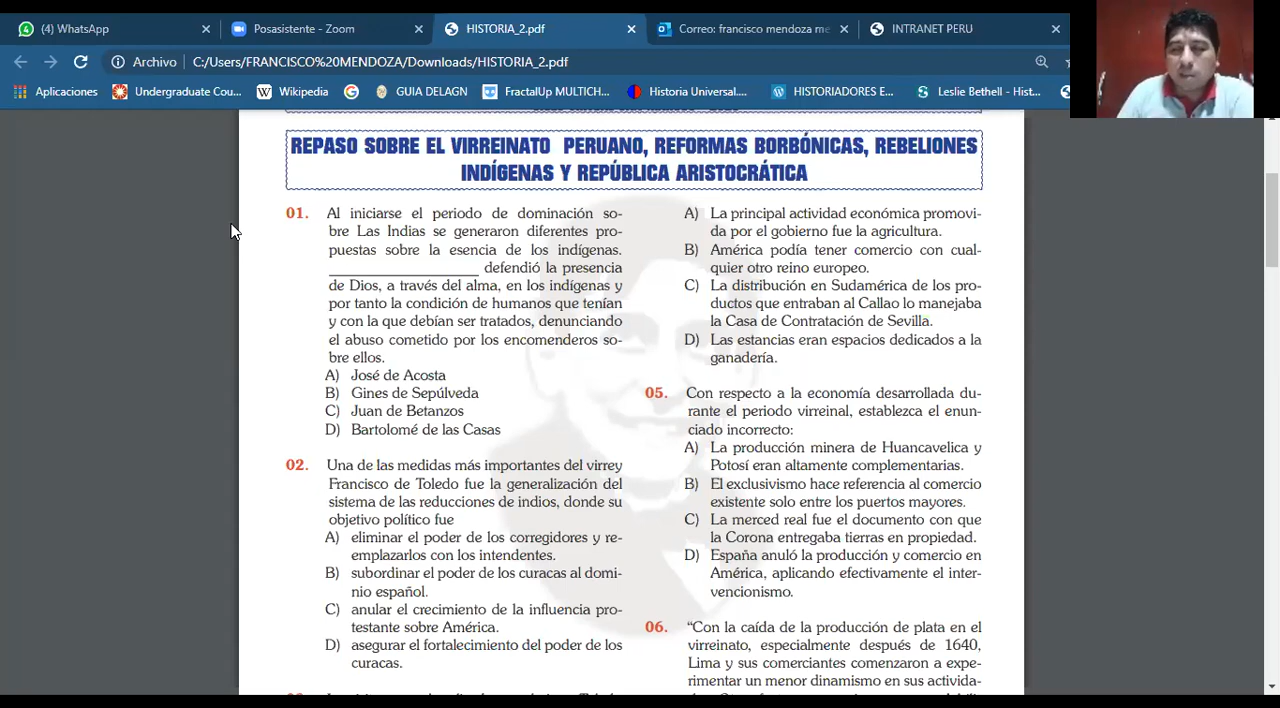 (4) WhatsApp
Posasistente - Zoom
HISTORIA_2.pdf
Correo: francisco mendoza me
INTRANET PERU
Archivo
C:/Users/FRANCISCO%20MENDOZA/Downloads/HISTORIA_2.pdf
Aplicaciones
Undergraduate Cou...
Wikipedia
GUIA DELAGN
FractalUp MULTICH...
Historia Universal....
HISTORIADORES E...
Leslie Bethell - Hist...
REPASO SOBRE EL VIRREINATO PERUANO, REFORMAS BORBÓNICAS, REBELIONES
INDÍGENAS Y REPÚBLICA ARISTOCRÁTICA
01. Al iniciarse el periodo de dominación so-
bre Las Indias se generaron diferentes pro-
puestas sobre la esencia de los indígenas.
____________________ defendió la presencia
de Dios, a través del alma, en los indígenas y
por tanto la condición de humanos que tenían
y con la que debían ser tratados, denunciando
el abuso cometido por los encomenderos so-
bre ellos.
A) José de Acosta
B) Gines de Sepúlveda
C) Juan de Betanzos
D) Bartolomé de las Casas
02. Una de las medidas más importantes del virrey
Francisco de Toledo fue la generalización del
sistema de las reducciones de indios, donde su
objetivo político fue
A) eliminar el poder de los corregidores y re-
emplazarlos con los intendentes.
B) subordinar el poder de los curacas al domi-
nio español.
C) anular el crecimiento de la influencia pro-
testante sobre América.
D) asegurar el fortalecimiento del poder de los
curacas.
A) La principal actividad económica promovi-
da por el gobierno fue la agricultura.
B) América podía tener comercio con cual-
quier otro reino europeo.
C) La distribución en Sudamérica de los pro-
ductos que entraban al Callao lo manejaba
la Casa de Contratación de Sevilla.
D) Las estancias eran espacios dedicados a la
ganadería.
05. Con respecto a la economía desarrollada du-
rante el periodo virreinal, establezca el enun-
ciado incorrecto:
A) La producción minera de Huancavelica y
Potosí eran altamente complementarias.
B) El exclusivismo hace referencia al comercio
existente solo entre los puertos mayores.
C) La merced real fue el documento con que
la Corona entregaba tierras en propiedad.
D) España anuló la producción y comercio en
América, aplicando efectivamente el inter-
vencionismo.
06. "Con la caída de la producción de plata en el
virreinato, especialmente después de 1640,
Lima y sus comerciantes comenzaron a expe-
rimentar un menor dinamismo en sus activida-